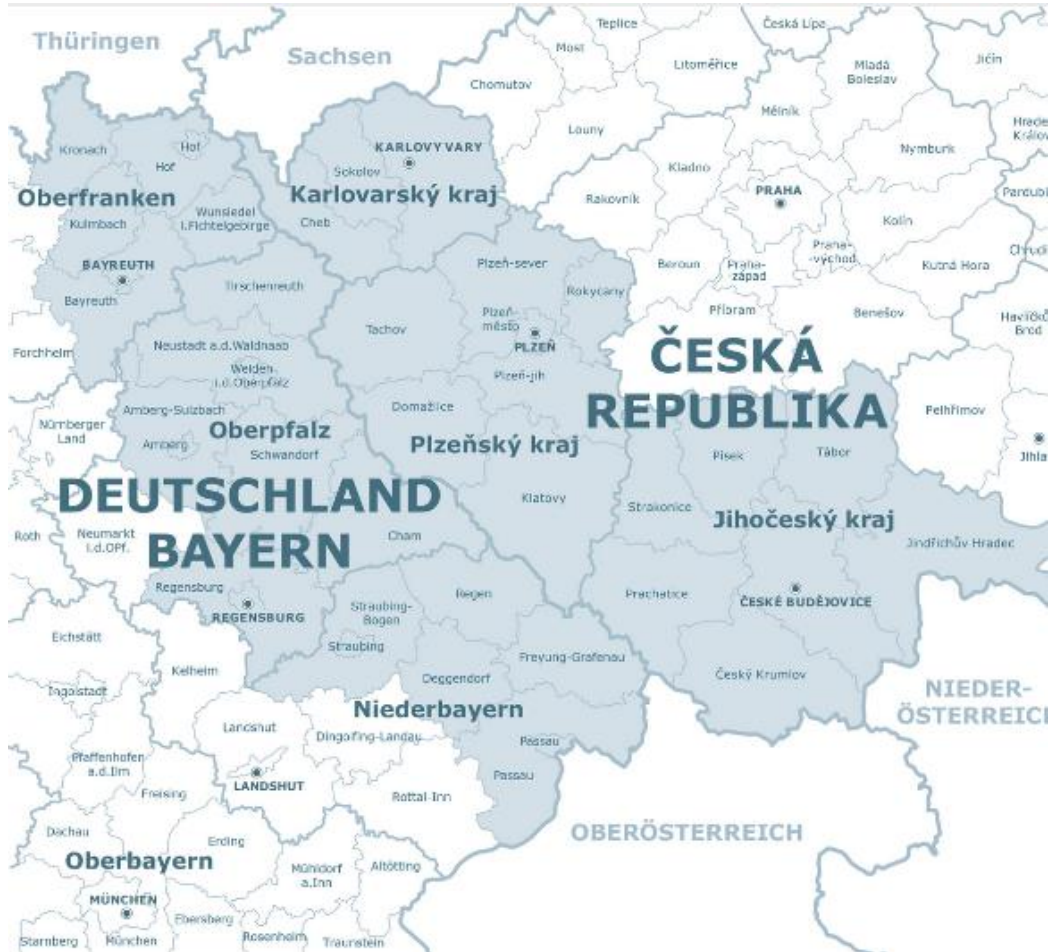 Thüringen
Sachsen
Teplice
Česká Lípa
Most
Litoměřice
Mladá
Boleslav
Jičín
Chomutov
Mělník
Louny
Hradec
Králov
Kronach
Hof
Hof
KARLOVY VARY
Sokolov
Kladno
Nymburk
Oberfranken
Karlovarský kraj
Rakovník
PRAHA
Pardubi
Kulmbach
Wunsiedel
i.Fichtelgebirge
Cheb
Kolín
BAYREUTH
Plzeň-sever
Beroun
Praha-
západ
Praha-
východ
Kutná Hora
Chrudi
Bayreuth
Tirschenreuth
Rokycany
Tachov
Plzeň
město
PLZEŇ
Příbram
Benešov
Havlíčků
Brod
Forchheim
Neustadt a.d.Waldnaab
Weiden
i.d.Oberpfalz
Plzeň-jih
ČESKÁ
REPUBLIKA
Nürnberger
Land
Amberg-Sulzbach
Domažlice
Pelhřimov
Amberg
Oberpfalz
Schwandorf
Plzeňský kraj
Písek
Tábor
Jihla
DEUTSCHLAND
BAYERN
Klatovy
Strakonice
Jihočeský kraj
Roth
Neumarkt
i.d.OPf.
Cham
Jindřichův Hradec
Regensburg
REGENSBURG
Straubing-
Bogen
Regen
Prachatice
ČESKÉ BUDĚJOVICE
Eichstätt
Kelheim
Straubing
Freyung-Grafenau
Deggendorf
Český Krumlov
Ingolstadt
Niederbayern
NIEDER-
ÖSTERREICH
Landshut
Dingolfing-Landau
Passau
Pfaffenhofen
a.d.Ilm
LANDSHUT
Passau
Freising
Rottal-Inn
Dachau
Erding
OBERÖSTERREICH
Oberbayern
Mühldorf
a.Inn
Altötting
MÜNCHEN
Ebersberg
Starnberg
München
Rosenheim
Traunstein